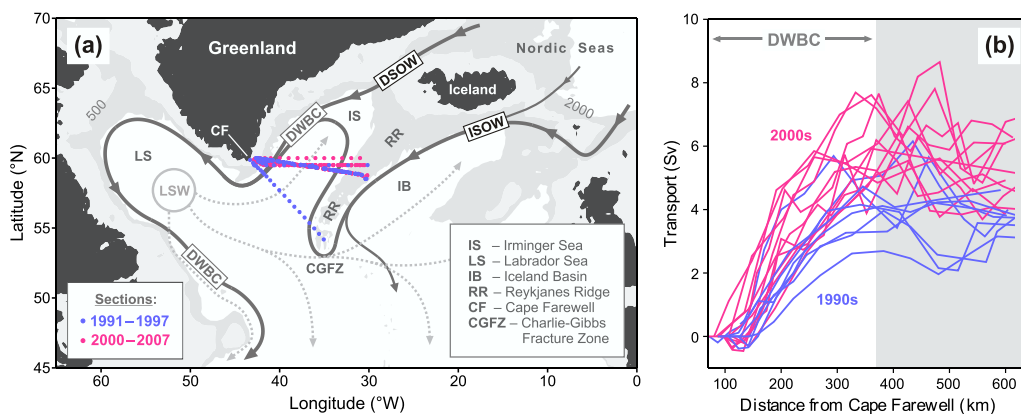 (a)
Greenland
Nordic Seas
Iceland
DSOW
ISOW
2000
500
DWBC
IS
CF
RR
LS
LSW
IB
RR
DWBC
CGFZ
IS – Irminger Sea
LS – Labrador Sea
IB – Iceland Basin
RR – Reykjanes Ridge
CF – Cape Farewell
CGFZ – Charlie-Gibbs
Fracture Zone
Sections:
1991–1997
2000–2007
70
65
60
55
50
45
Latitude (°N)
60 50 40 30 20 10 0
Longitude (°W)
(b)
DWBC
2000s
1990s
10
8
6
4
2
0
Transport (Sv)
100 200 300 400 500 600
Distance from Cape Farewell (km)